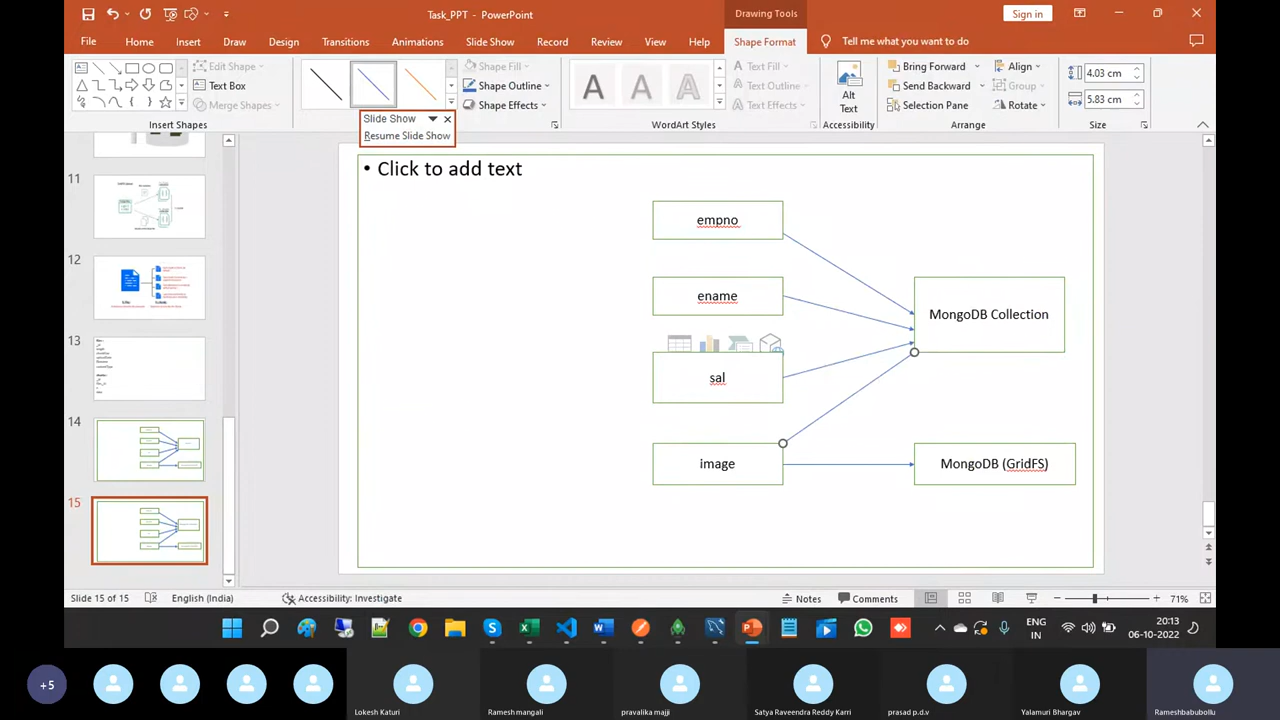 Task_PPT - PowerPoint
Drawing Tools
Sign in
File
Home
Insert
Draw
Design
Transitions
Animations
Slide Show
Record
Review
View
Help
Shape Format
Tell me what you want to do
Edit Shape
Text Box
Merge Shapes
Insert Shapes
Shape Fill
Shape Outline
Shape Effects
A A A
WordArt Styles
Text Fill
Text Outline
Text Effects
Alt
Text
Accessibility
Bring Forward
Send Backward
Selection Pane
Align
Group
Rotate
Arrange
4.03 cm
5.83 cm
Size
Slide Show
Resume Slide Show
11
12
13
14
15
• Click to add text
empno
ename
sal
image
MongoDB Collection
MongoDB (GridFS)
Slide 15 of 15
English (India)
Accessibility: Investigate
Notes
Comments
71%
ENG
IN
20:13
06-10-2022
+5
Lokesh Katuri
Ramesh mangali
pravalika majji
Satya Raveendra Reddy Karri
prasad p.d.v
Yalamuri Bhargav
Rameshbabubollu